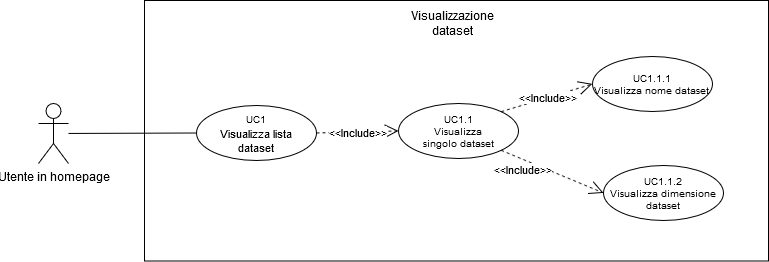 Visualizzazione
dataset
UC1
Visualizza lista
dataset
<<Include>>
UC1.1
Visualizza
singolo dataset
<<Include>>
UC1.1.1
Visualizza nome dataset
<<Include>>
UC1.1.2
Visualizza dimensione
dataset
Utente in homepage